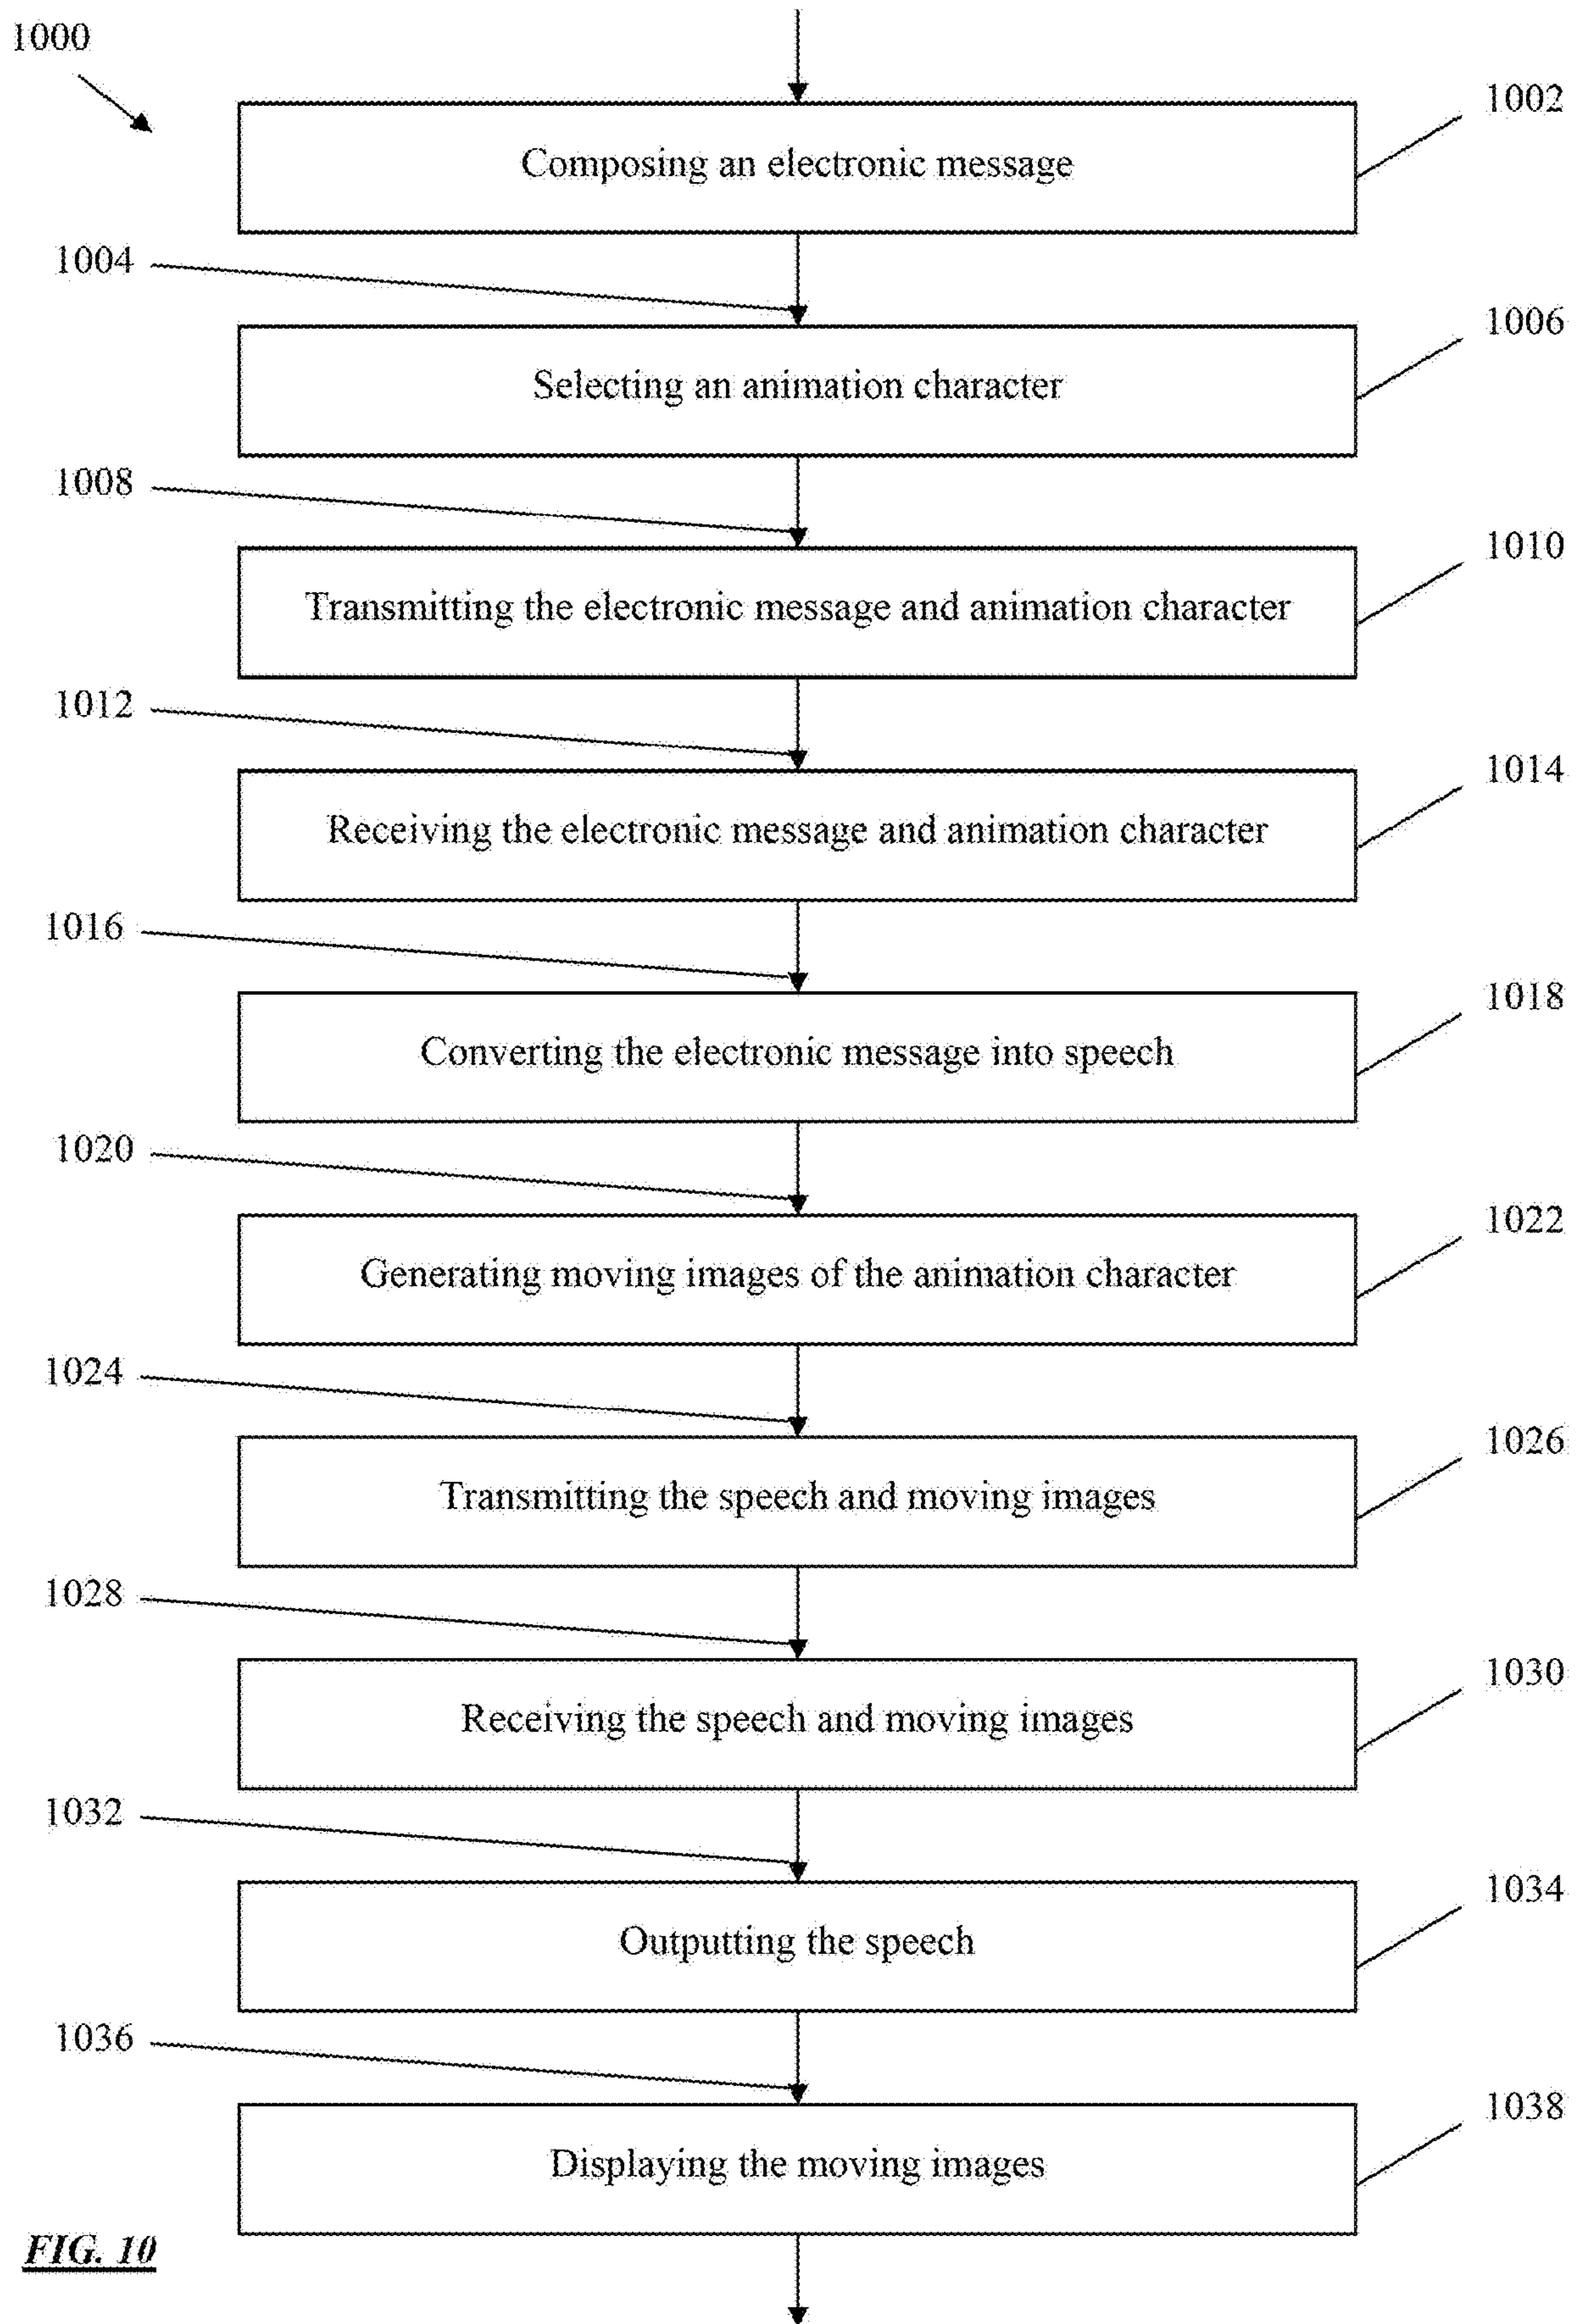 1000
1002
Composing an electronic message
1004
1006
Selecting an animation character
1008
1010
Transmitting the electronic message and animation character
1012
1014
Receiving the electronic message and animation character
1016
1018
Converting the electronic message into speech
1020
1022
Generating moving images of the animation character
1024
1026
Transmitting the speech and moving images
1028
1030
Receiving the speech and moving images
1032
1034
Outputting the speech
1036
1038
Displaying the moving images
FIG. 10